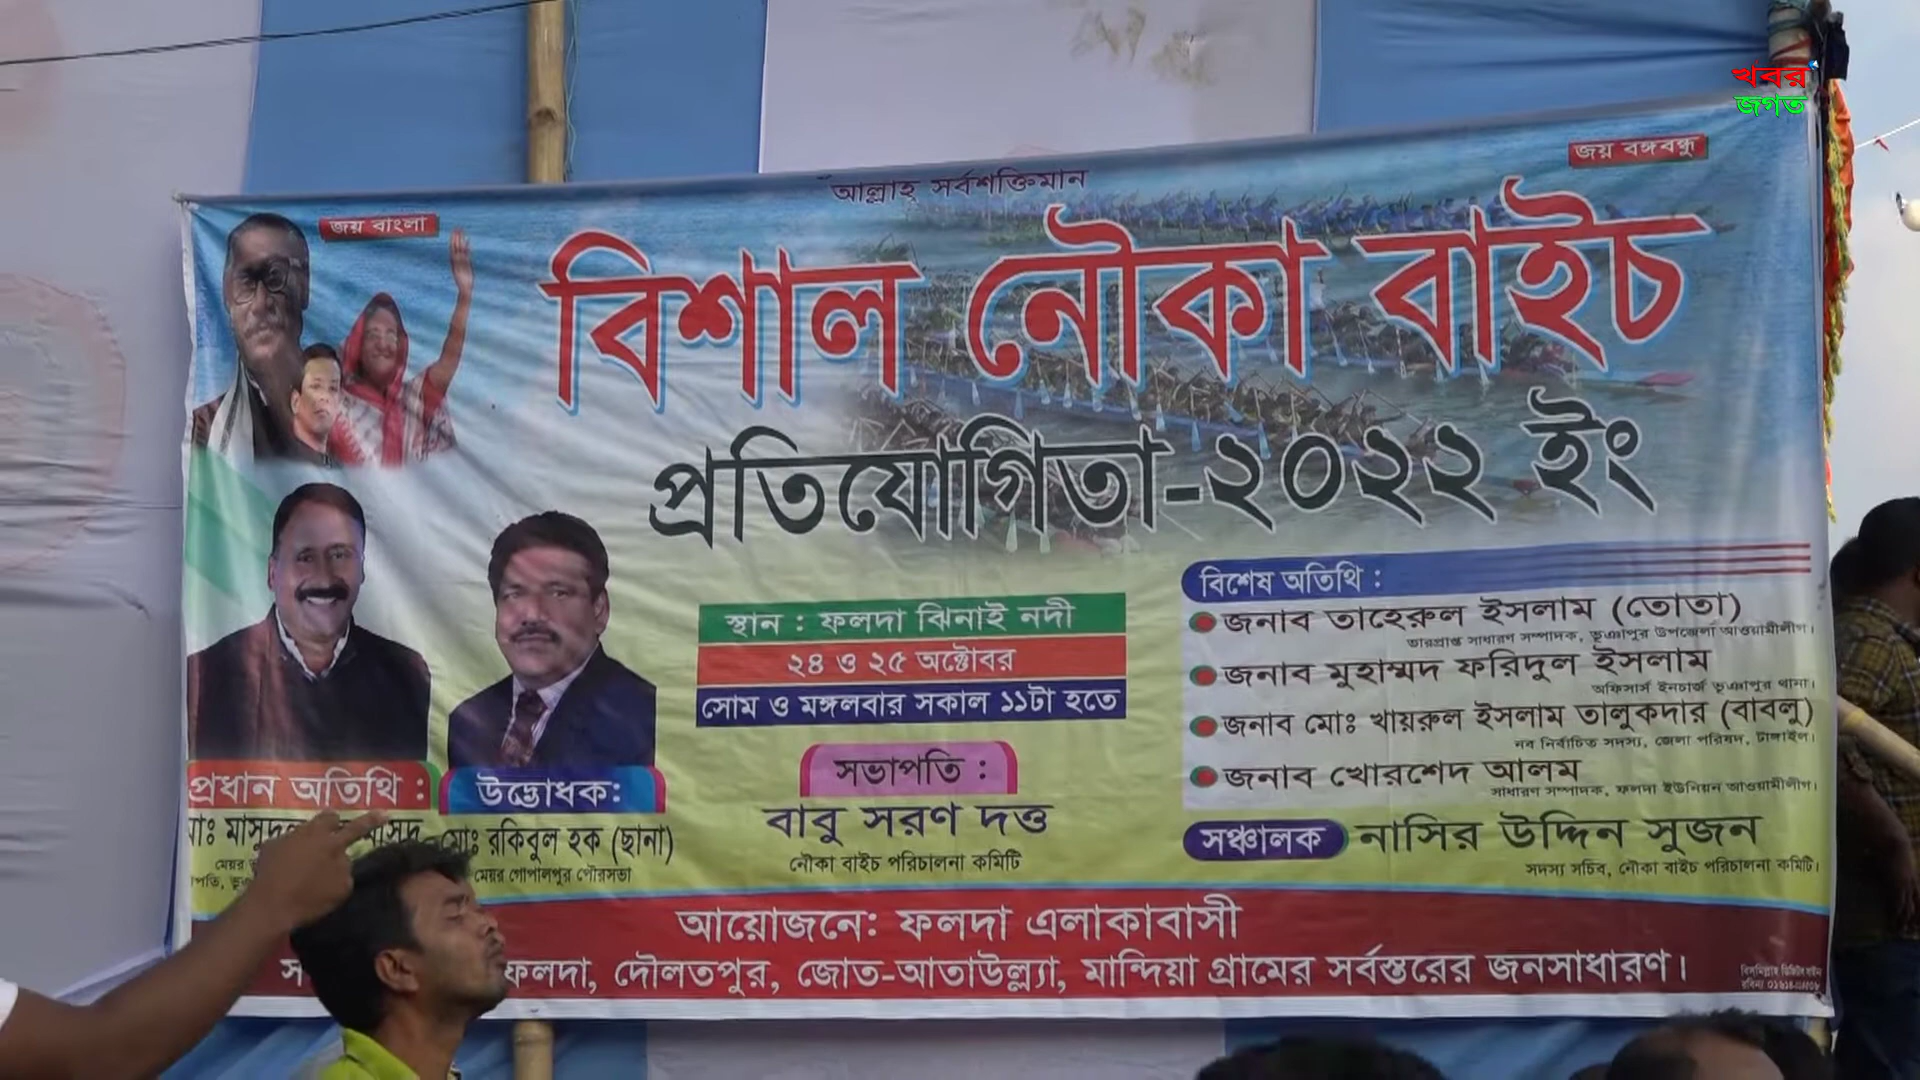 খবর
জগত
আল্লাহ সর্বশক্তিমান
জয় বঙ্গবন্ধু
জয় বাংলা
বিশাল নৌকা বাইচ
প্রতিযোগিতা-২০২২ ইং
স্থান : ফলদা ঝিনাই নদী
২৪ ও ২৫ অক্টোবর
সোম ও মঙ্গলবার সকাল ১১টা হতে
বিশেষ অতিথি :
জনাব তাহেরুল ইসলাম (তোতা)
ভারপ্রাপ্ত সাধারণ সম্পাদক, ভূঞাপুর উপজেলা আওয়ামীলীগ।
জনাব মুহাম্মদ ফরিদুল ইসলাম
অফিসার্স ইনচার্জ ভূঞাপুর থানা।
জনাব মোঃ খায়রুল ইসলাম তালুকদার (বাবলু)
নব নির্বাচিত সদস্য, জেলা পরিষদ, টাঙ্গাইল।
জনাব খোরশেদ আলম
সাধারণ সম্পাদক, ফলদা ইউনিয়ন আওয়ামীলীগ।
প্রধান অতিথি :
মেয়র
উদ্ভোধক:
মোঃ রকিবুল হক (ছানা)
মেয়র গোপালপুর পৌরসভা
সভাপতি :
বাবু সরণ দত্ত
নৌকা বাইচ পরিচালনা কমিটি
সঞ্চালক
নাসির উদ্দিন সুজন
সদস্য সচিব, নৌকা বাইচ পরিচালনা কমিটি।
আয়োজনে: ফলদা এলাকাবাসী
ফলদা, দৌলতপুর, জোত-আতাউল্ল্যা, মান্দিয়া গ্রামের সর্বস্তরের জনসাধারণ।